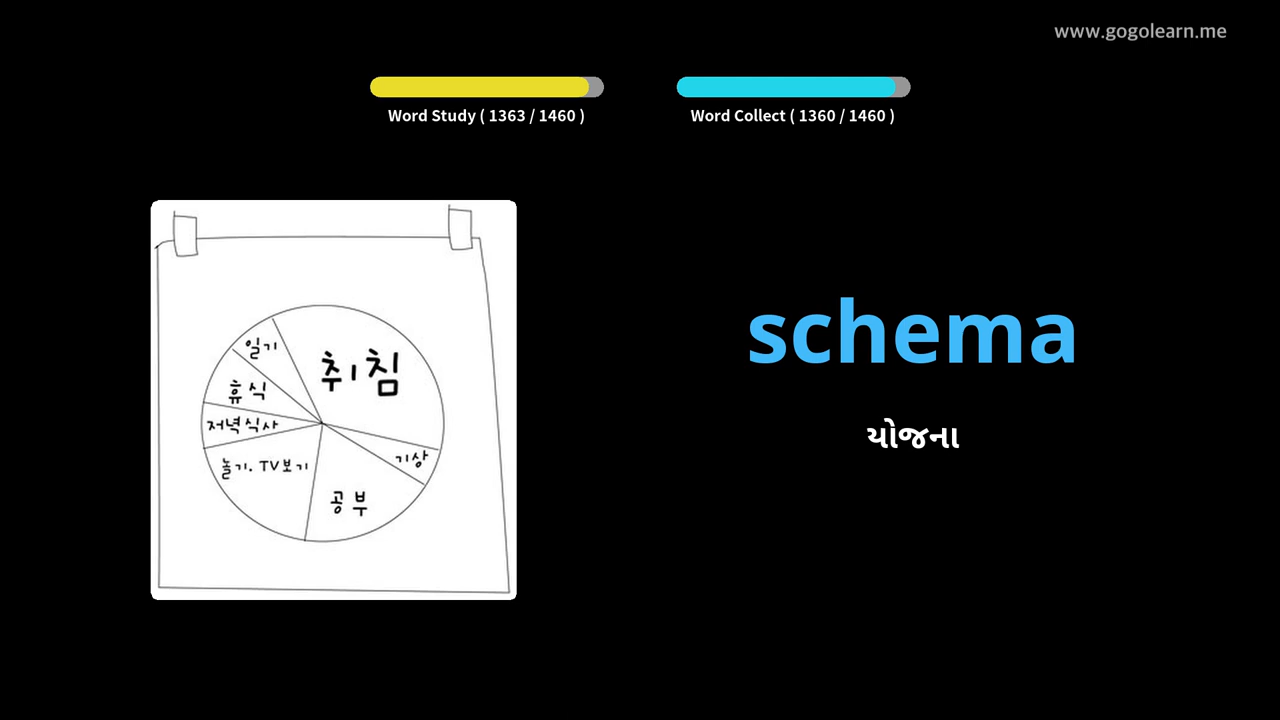 www.gogolearn.me
Word Study ( 1363 / 1460 )
Word Collect ( 1360 / 1460 )
일기
취침
휴식
저녁식사
놀기. TV보기
기상
공부
schema
યોજના